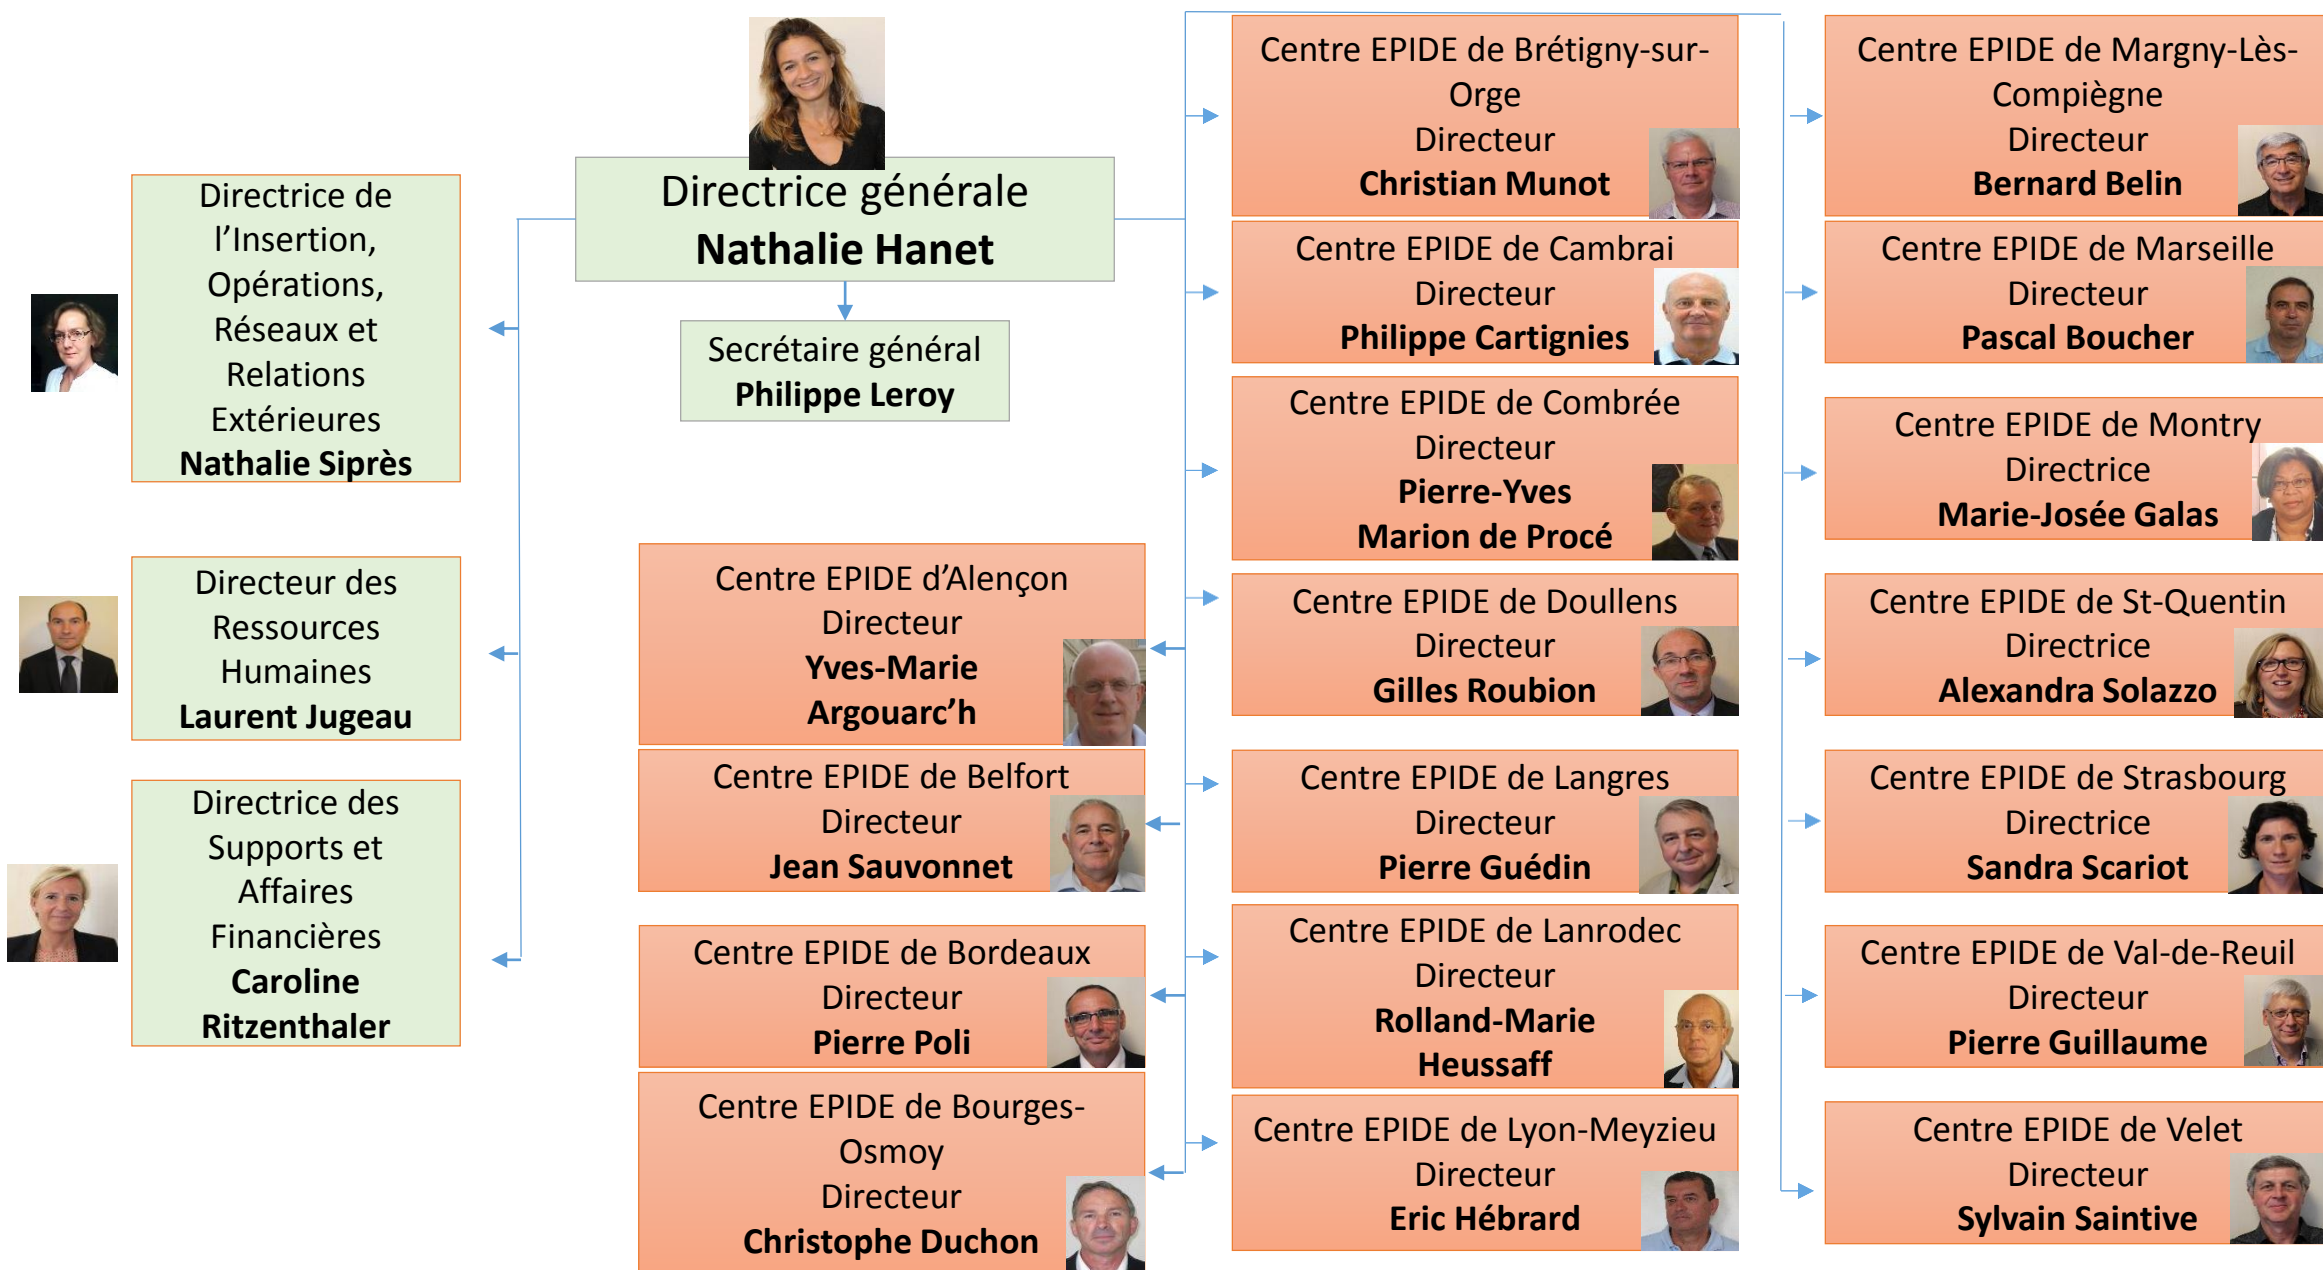 Directrice générale
Nathalie Hanet
Secrétaire général
Philippe Leroy
Directrice de
l’Insertion,
Opérations,
Réseaux et
Relations
Extérieures
Nathalie Siprès
Directeur des
Ressources
Humaines
Laurent Jugeau
Directrice des
Supports et
Affaires
Financières
Caroline
Ritzenthaler
Centre EPIDE d’Alençon
Directeur
Yves-Marie
Argouarc’h
Centre EPIDE de Belfort
Directeur
Jean Sauvonnet
Centre EPIDE de Bordeaux
Directeur
Pierre Poli
Centre EPIDE de Bourges-
Osmoy
Directeur
Christophe Duchon
Centre EPIDE de Brétigny-sur-
Orge
Directeur
Christian Munot
Centre EPIDE de Cambrai
Directeur
Philippe Cartignies
Centre EPIDE de Combrée
Directeur
Pierre-Yves
Marion de Procé
Centre EPIDE de Doullens
Directeur
Gilles Roubion
Centre EPIDE de Langres
Directeur
Pierre Guédin
Centre EPIDE de Lanrodec
Directeur
Rolland-Marie
Heussaff
Centre EPIDE de Lyon-Meyzieu
Directeur
Eric Hébrard
Centre EPIDE de Margny-Lès-
Compiègne
Directeur
Bernard Belin
Centre EPIDE de Marseille
Directeur
Pascal Boucher
Centre EPIDE de Montry
Directrice
Marie-Josée Galas
Centre EPIDE de St-Quentin
Directrice
Alexandra Solazzo
Centre EPIDE de Strasbourg
Directrice
Sandra Scariot
Centre EPIDE de Val-de-Reuil
Directeur
Pierre Guillaume
Centre EPIDE de Velet
Directeur
Sylvain Saintive